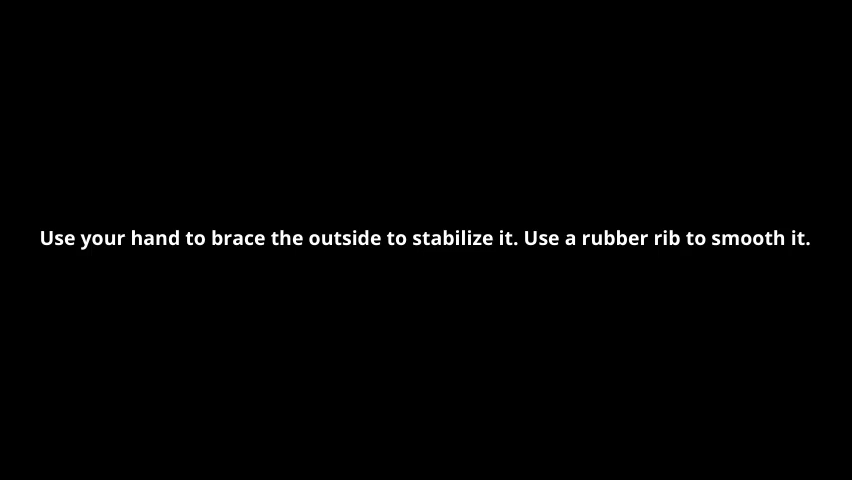 Use your hand to brace the outside to stabilize it. Use a rubber rib to smooth it.